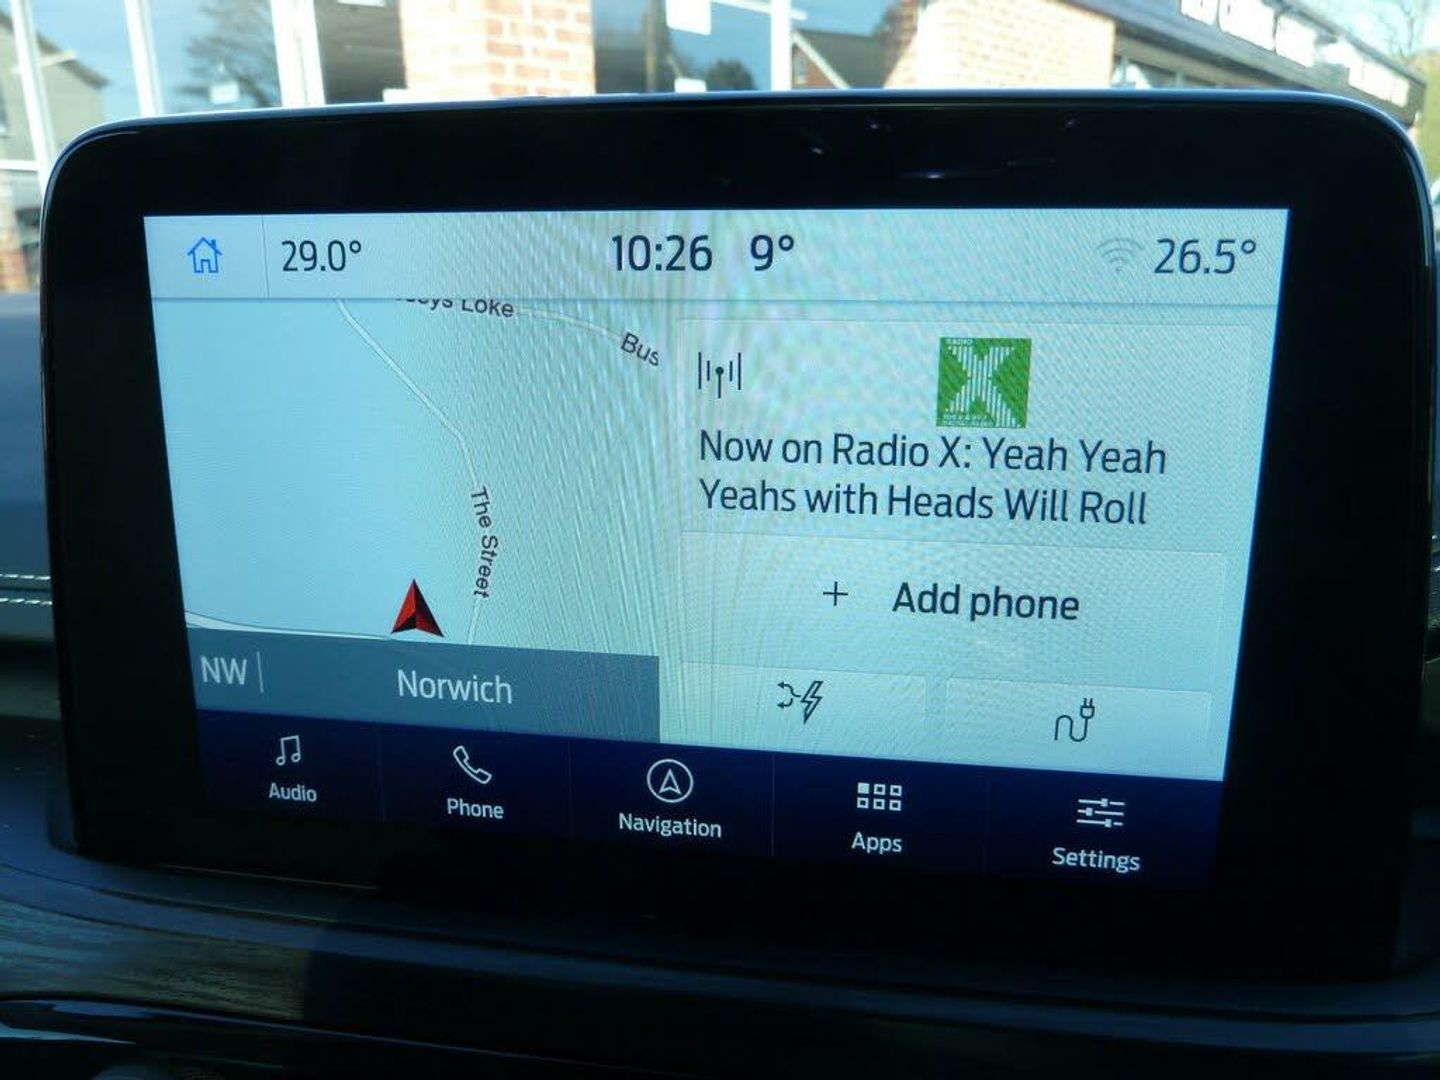 29.0° 10:26 9° 26.5°
Loke
Bus
RADIO
X
Now on Radio X: Yeah Yeah
Yeahs with Heads Will Roll
The Street
+ Add phone
NW Norwich
Audio Phone Navigation Apps Settings